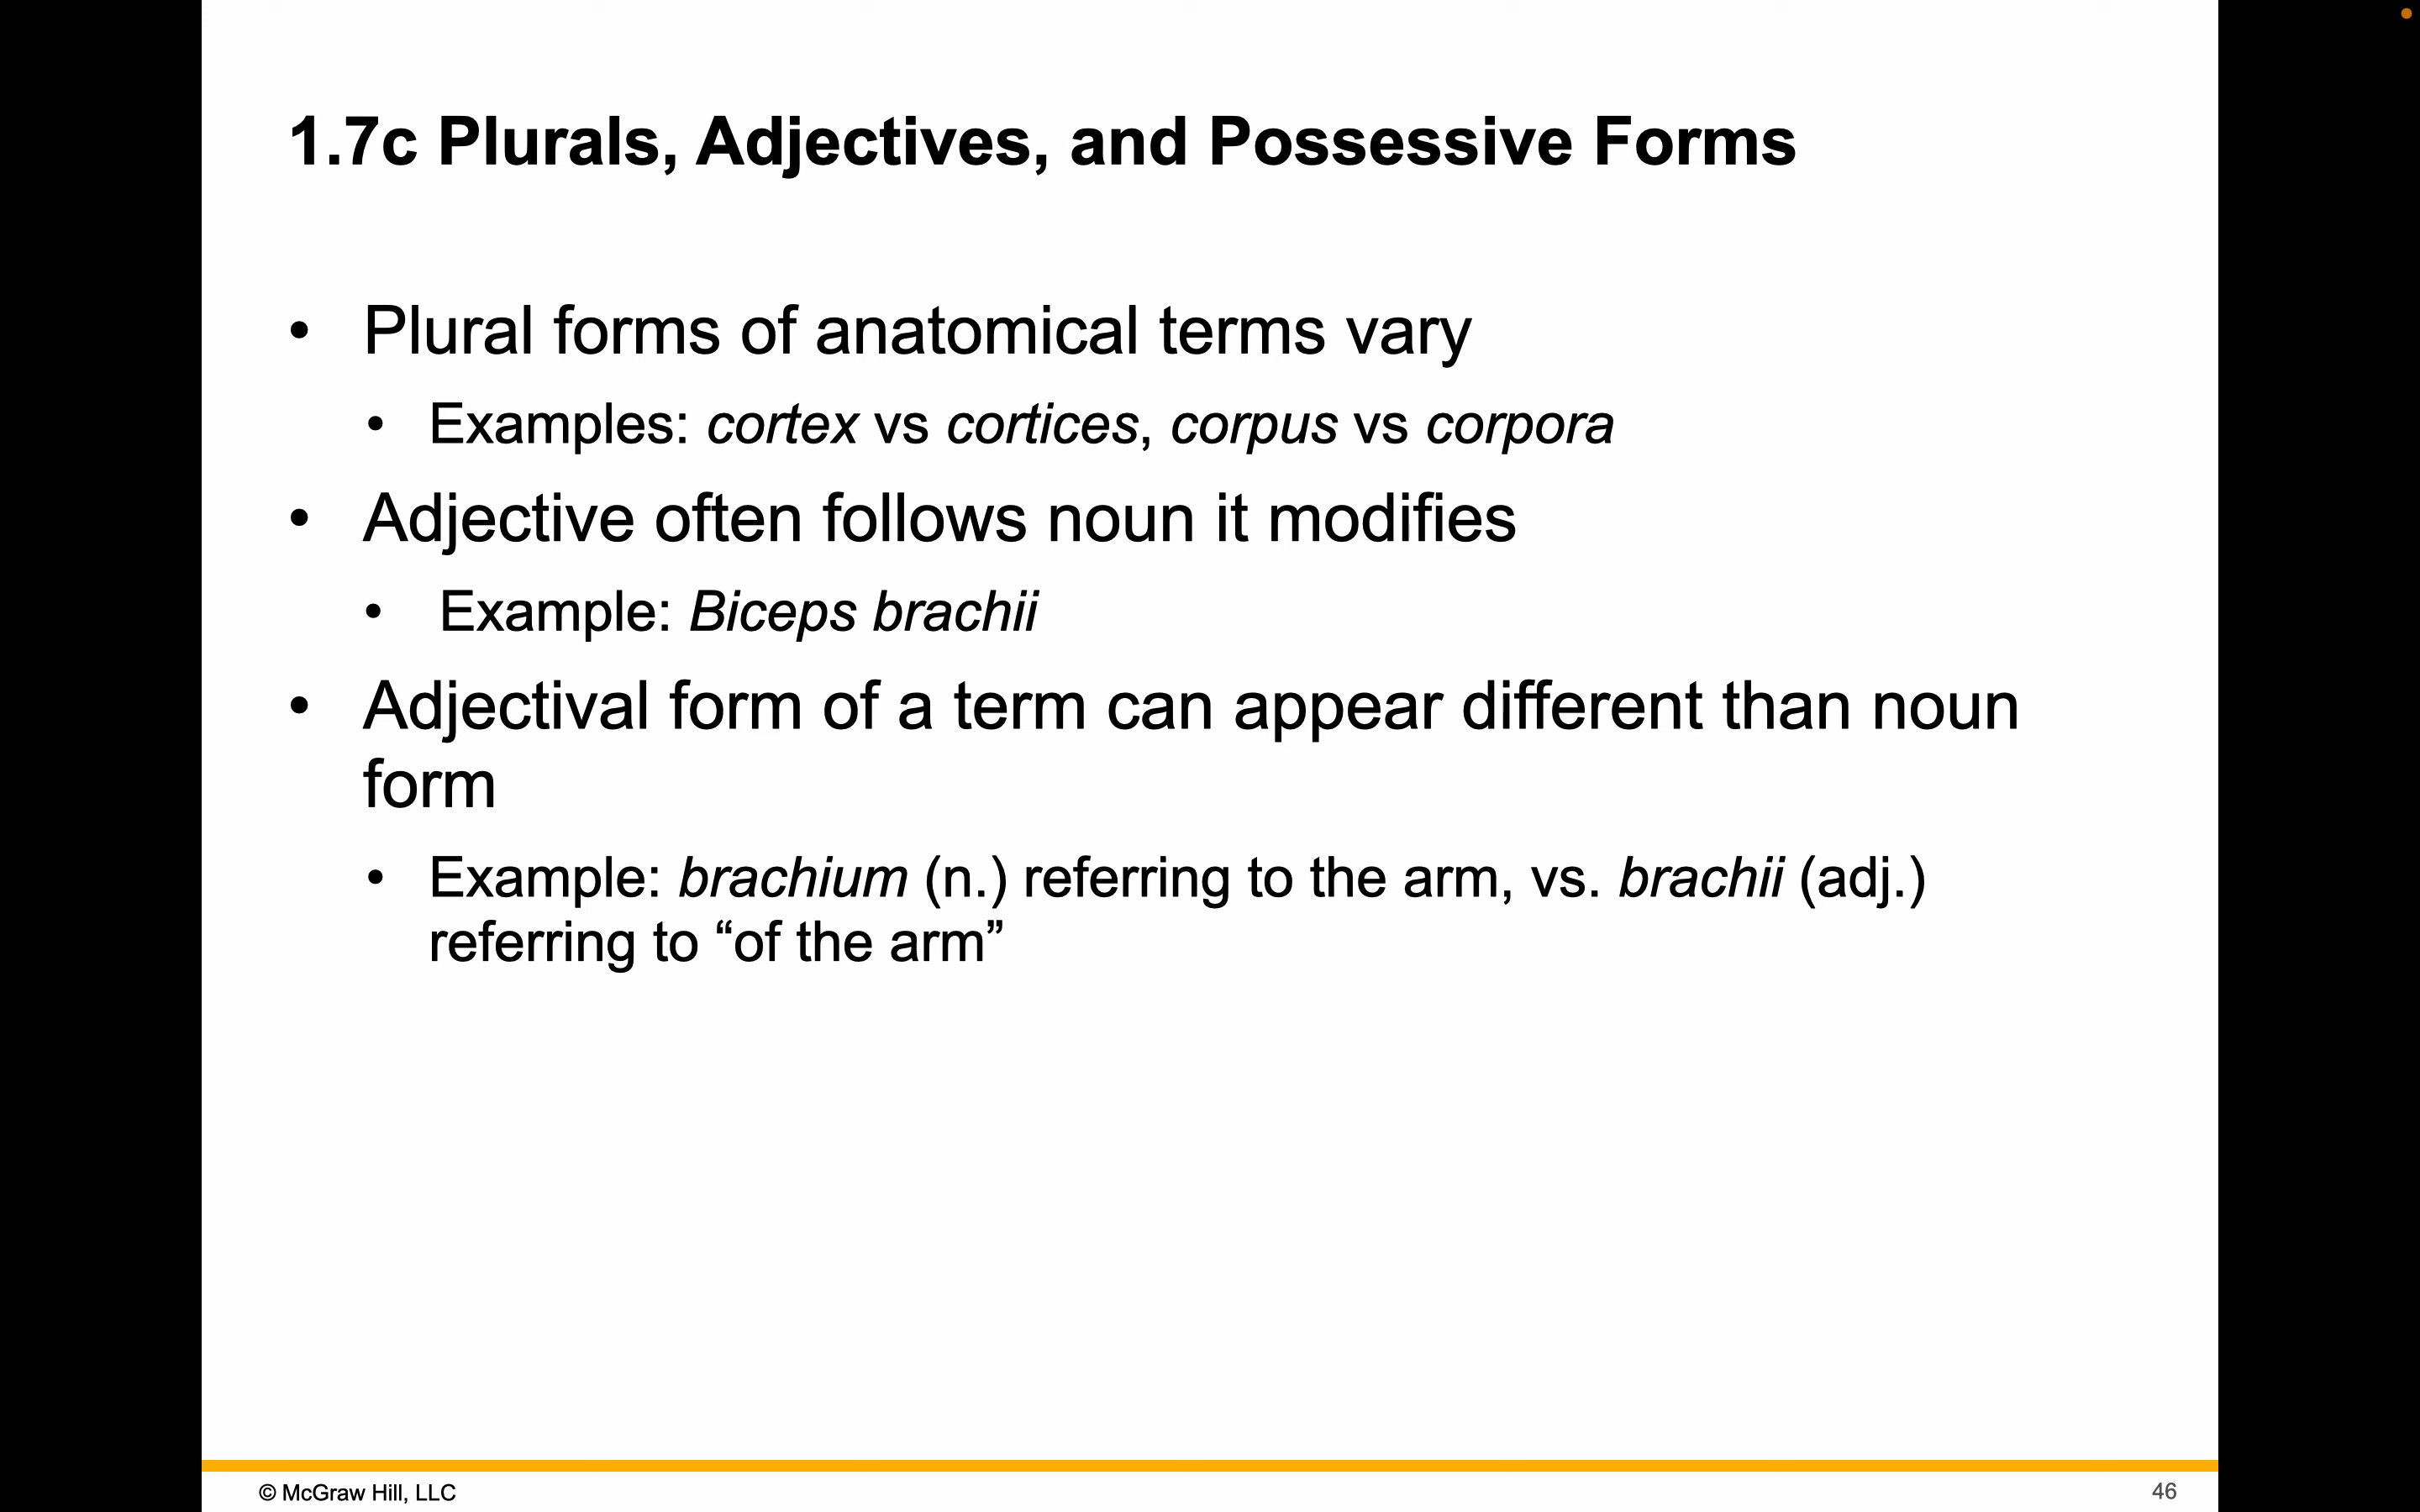 1.7c Plurals, Adjectives, and Possessive Forms
• Plural forms of anatomical terms vary
• Examples: cortex vs cortices, corpus vs corpora
• Adjective often follows noun it modifies
• Example: Biceps brachii
• Adjectival form of a term can appear different than noun
form
• Example: brachium (n.) referring to the arm, vs. brachii (adj.)
referring to “of the arm”
© McGraw Hill, LLC
46